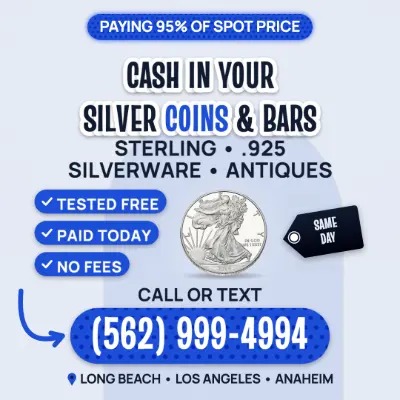 PAYING 95% OF SPOT PRICE
CASH IN YOUR
SILVER COINS & BARS
STERLING • .925
SILVERWARE • ANTIQUES
✓ TESTED FREE
✓ PAID TODAY
✓ NO FEES
SAME
DAY
CALL OR TEXT
(562) 999-4994
LONG BEACH • LOS ANGELES • ANAHEIM